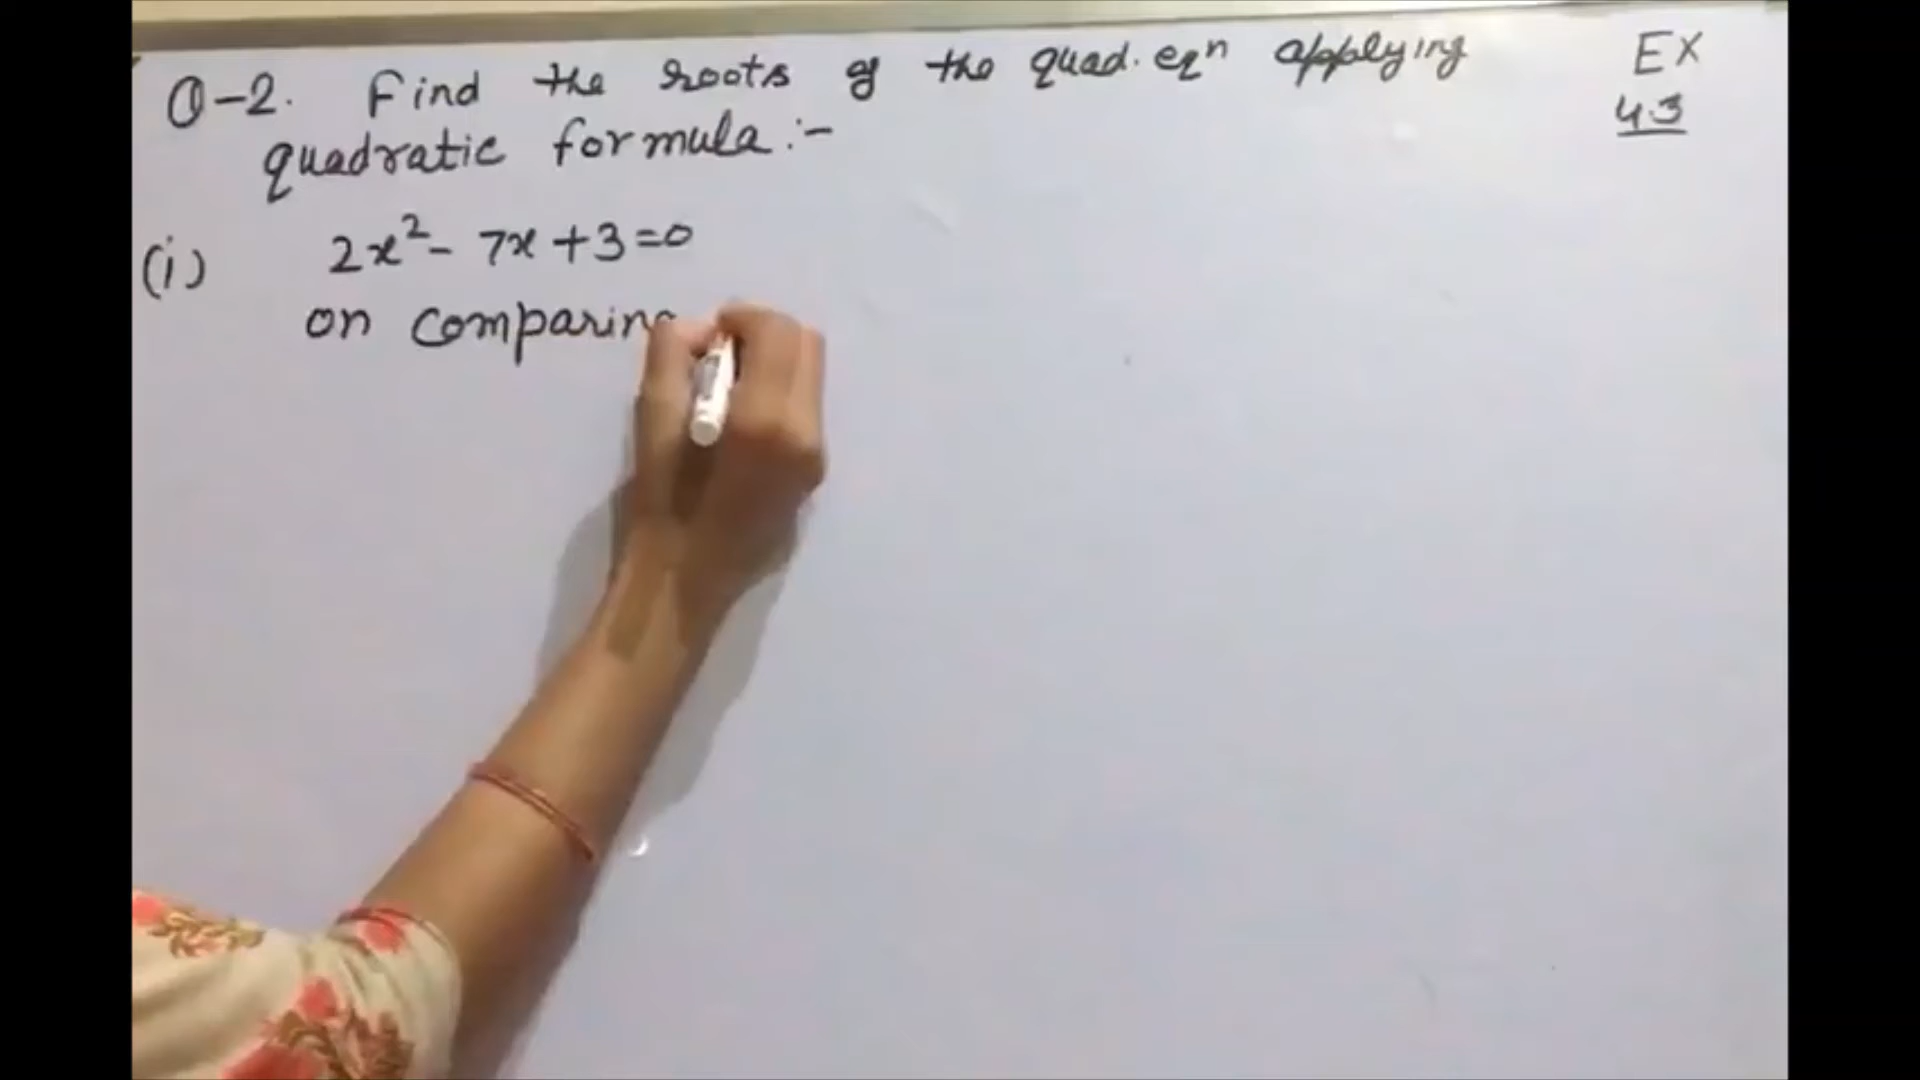 Q-2. Find the roots of the quad. eqⁿ applying
quadratic formula :-
EX
4.3
(i) 2x² - 7x + 3 = 0
on comparing